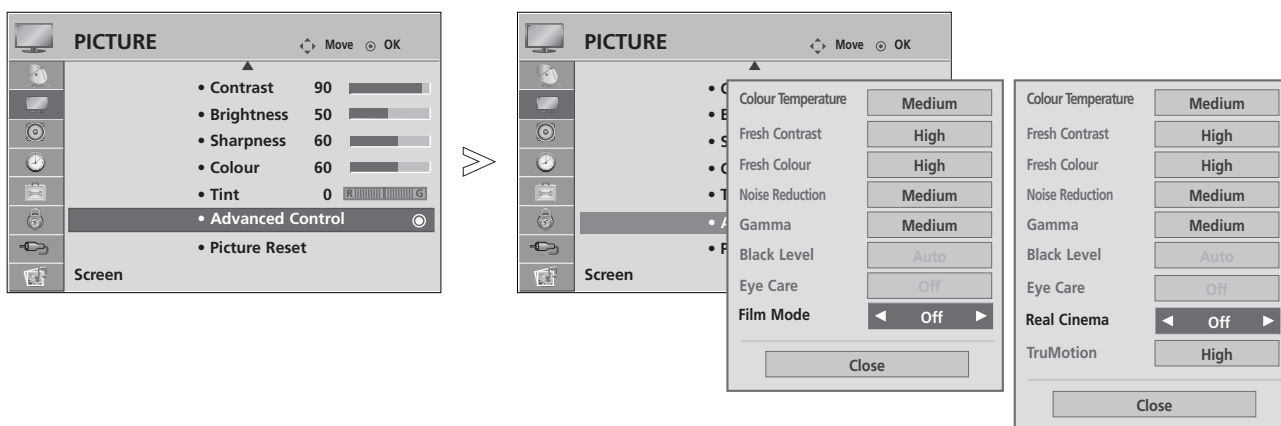 PICTURE
Move OK
• Contrast 90
• Brightness 50
• Sharpness 60
• Colour 60
• Tint 0 R G
• Advanced Control
• Picture Reset
Screen
PICTURE
Move OK
• C
• B
• S
• C
• T
• A
• P
Screen
Colour Temperature Medium
Fresh Contrast High
Fresh Colour High
Noise Reduction Medium
Gamma Medium
Black Level Auto
Eye Care Off
Film Mode Off
Close
Colour Temperature Medium
Fresh Contrast High
Fresh Colour High
Noise Reduction Medium
Gamma Medium
Black Level Auto
Eye Care Off
Real Cinema Off
TruMotion High
Close